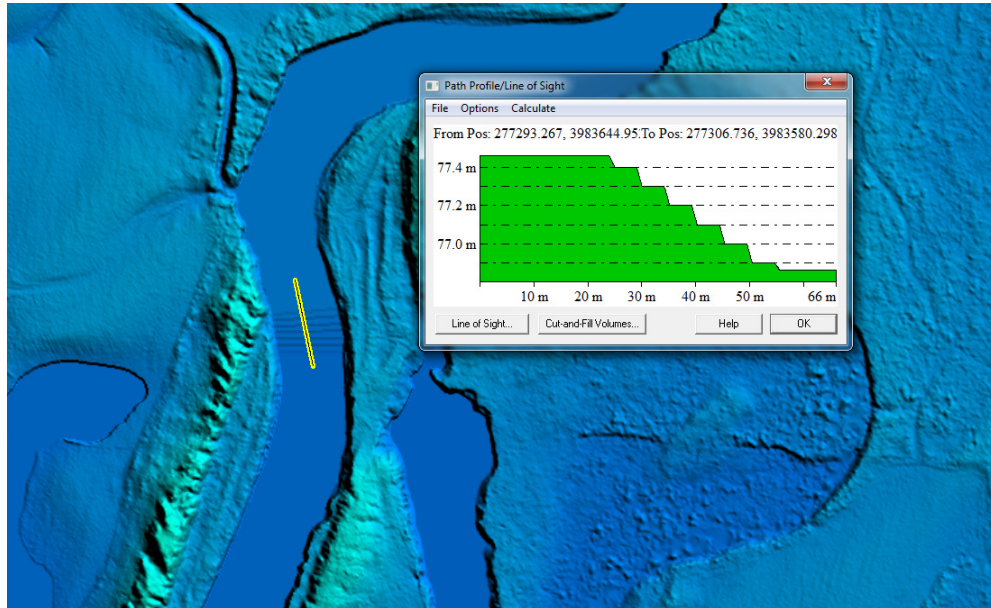 Path Profile/Line of Sight
File Options Calculate
From Pos: 277293.267, 3983644.95: To Pos: 277306.736, 3983580.298
77.4 m
77.2 m
77.0 m
10 m 20 m 30 m 40 m 50 m 66 m
Line of Sight... Cut-and-Fill Volumes... Help OK